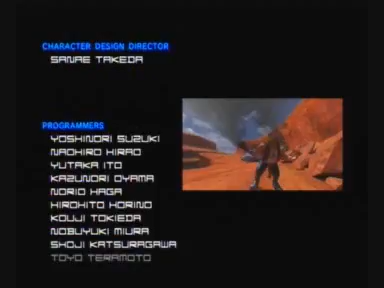 CHARACTER DESIGN DIRECTOR
SANAE TAKEDA
PROGRAMMERS
YOSHINORI SUZUKI
NAOHIRO HIRAO
YUTAKA ITO
KAZUNORI OYAMA
NORIO HAGA
HIROHITO HORINO
KOUJI TOKIEDA
NOBUYUKI MIURA
SHOJI KATSURAGAWA
TOYO TERAMOTO